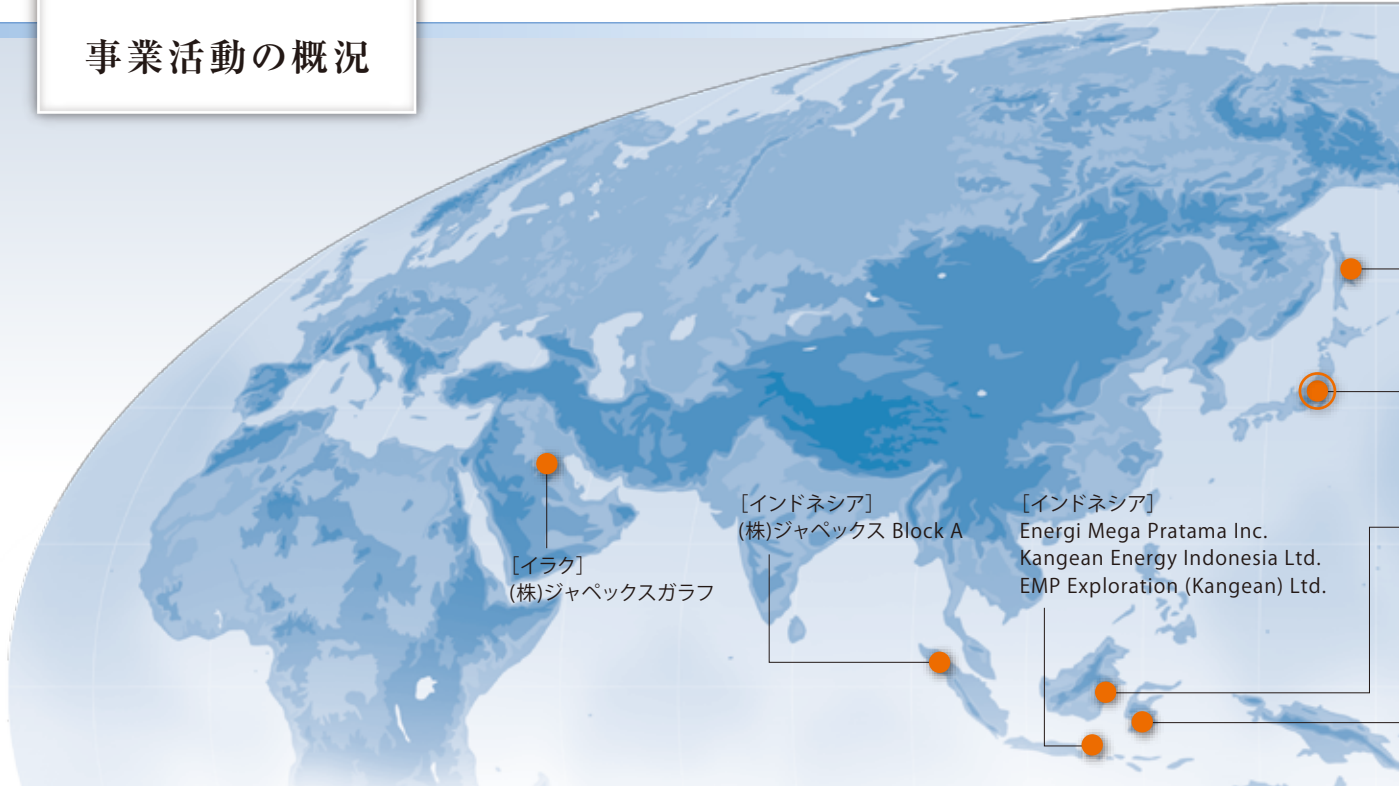 事業活動の概況
[インドネシア]
(株)ジャペックス Block A
[インドネシア]
Energi Mega Pratama Inc.
Kangean Energy Indonesia Ltd.
EMP Exploration (Kangean) Ltd.
[イラク]
(株)ジャペックスガラフ